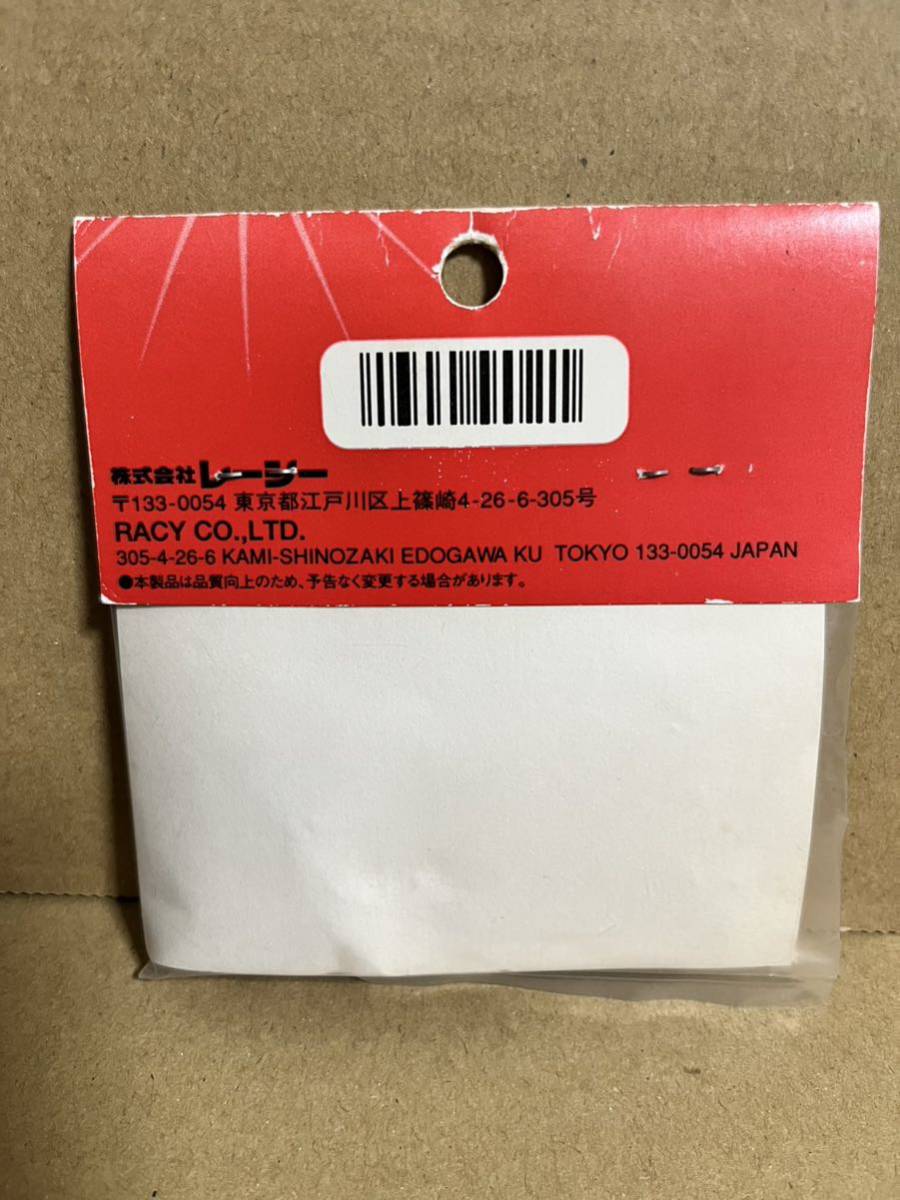 株式会社レーシー
〒133-0054 東京都江戸川区上篠崎4-26-6-305号
RACY CO.,LTD.
305-4-26-6 KAMI-SHINOZAKI EDOGAWA KU TOKYO 133-0054 JAPAN
●本製品は品質向上のため、予告なく変更する場合があります。